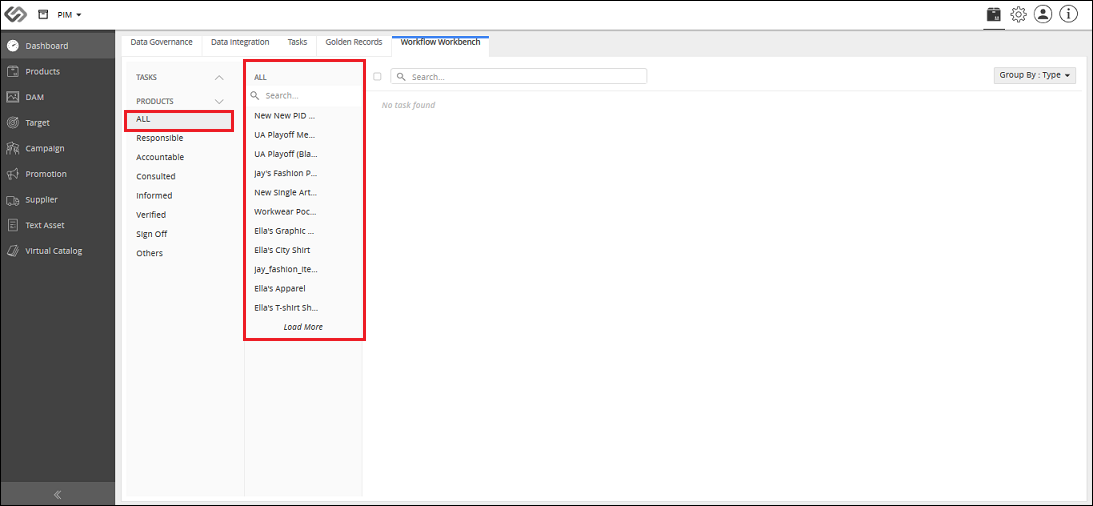 PIM
Dashboard
Products
DAM
Target
Campaign
Promotion
Supplier
Text Asset
Virtual Catalog
Data Governance
Data Integration
Tasks
Golden Records
Workflow Workbench
TASKS
PRODUCTS
ALL
Responsible
Accountable
Consulted
Informed
Verified
Sign Off
Others
ALL
Search...
New New PID ...
UA Playoff Me...
UA Playoff (Bla...
Jay's Fashion P...
New Single Art...
Workwear Poc...
Ella's Graphic ...
Ella's City Shirt
Jay_fashion_ite...
Ella's Apparel
Ella's T-shirt Sh...
Load More
Search...
Group By : Type
No task found